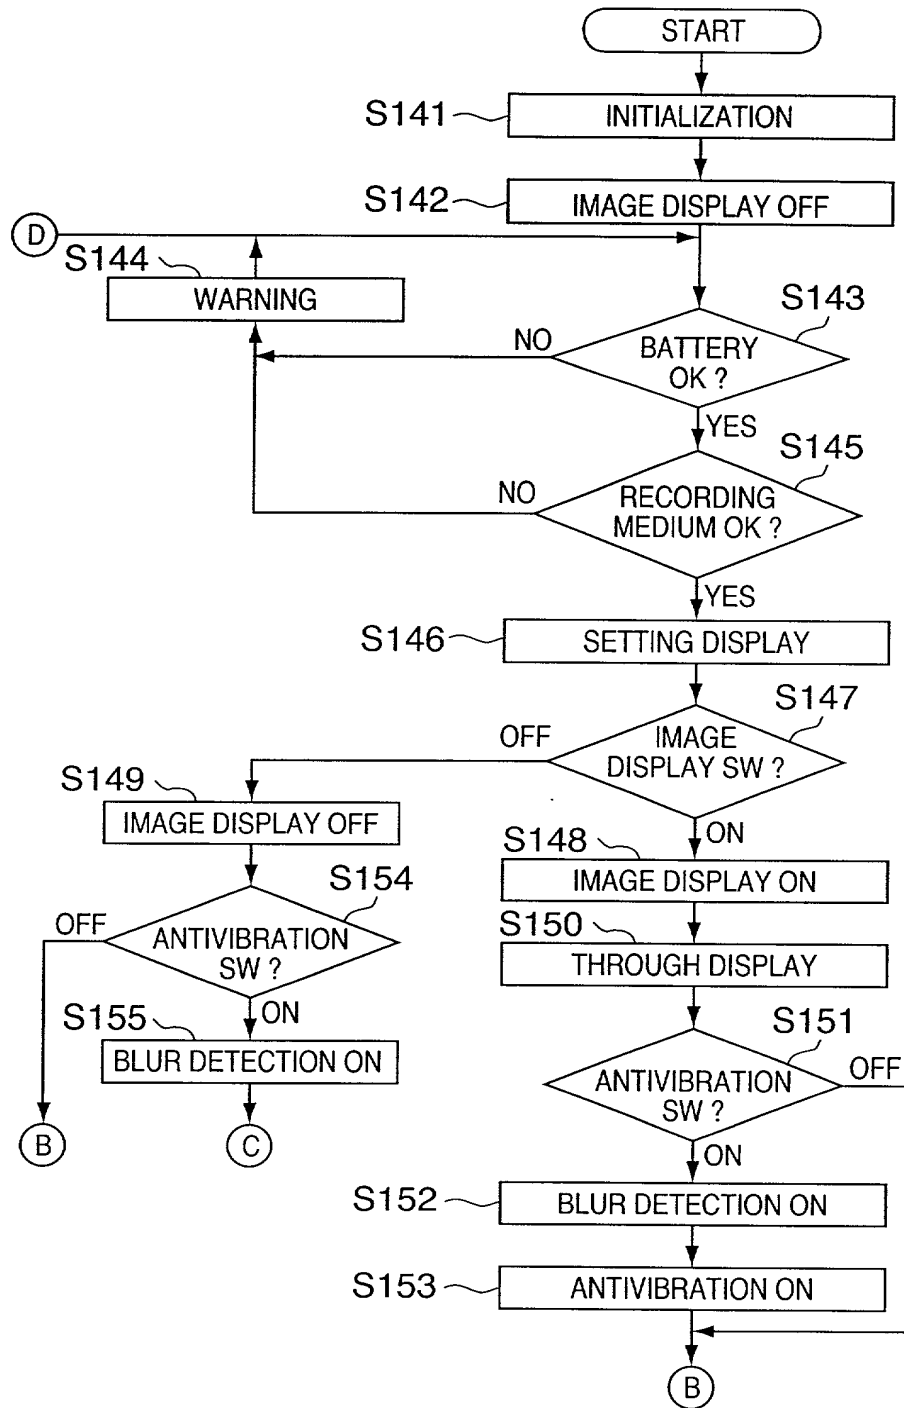 START
S141
INITIALIZATION
S142
IMAGE DISPLAY OFF
D
S144
WARNING
S143
NO
BATTERY
OK ?
YES
S145
NO
RECORDING
MEDIUM OK ?
YES
S146
SETTING DISPLAY
S147
OFF
IMAGE
DISPLAY SW ?
S149
IMAGE DISPLAY OFF
ON
S148
IMAGE DISPLAY ON
S154
OFF
ANTIVIBRATION
SW ?
S150
THROUGH DISPLAY
ON
S155
BLUR DETECTION ON
S151
OFF
ANTIVIBRATION
SW ?
B
C
ON
S152
BLUR DETECTION ON
S153
ANTIVIBRATION ON
B